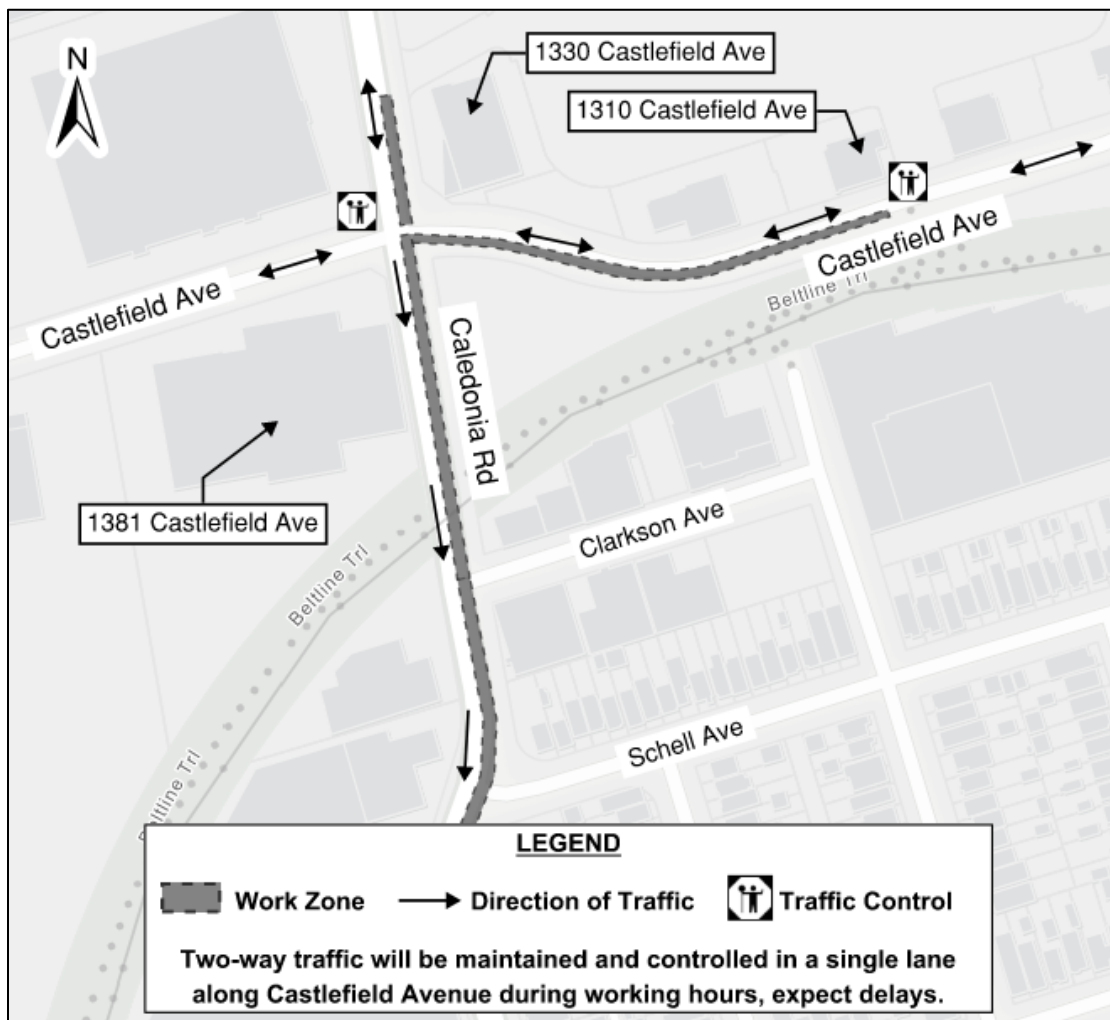 N
1330 Castlefield Ave
1310 Castlefield Ave
Castlefield Ave
Castlefield Ave
Beltline Trl
Caledonia Rd
1381 Castlefield Ave
Clarkson Ave
Beltline Trl
Schell Ave
Beltline Trl
LEGEND
Work Zone
Direction of Traffic
Traffic Control
Two-way traffic will be maintained and controlled in a single lane
along Castlefield Avenue during working hours, expect delays.